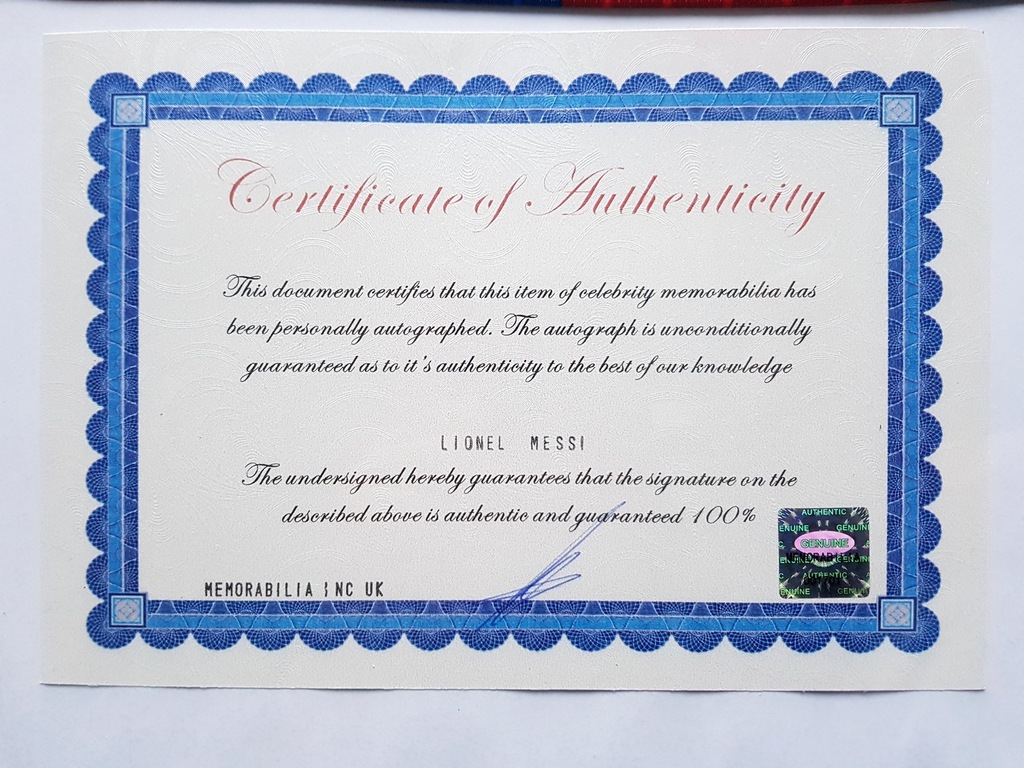 Certificate of Authenticity
This document certifies that this item of celebrity memorabilia has
been personally autographed. The autograph is unconditionally
guaranteed as to it's authenticity to the best of our knowledge
LIONEL MESSI
The undersigned hereby guarantees that the signature on the
described above is authentic and guaranteed 100%
MEMORABILIA INC UK
AUTHENTIC
GENUINE
MEMORABILIA
AUTHENTIC